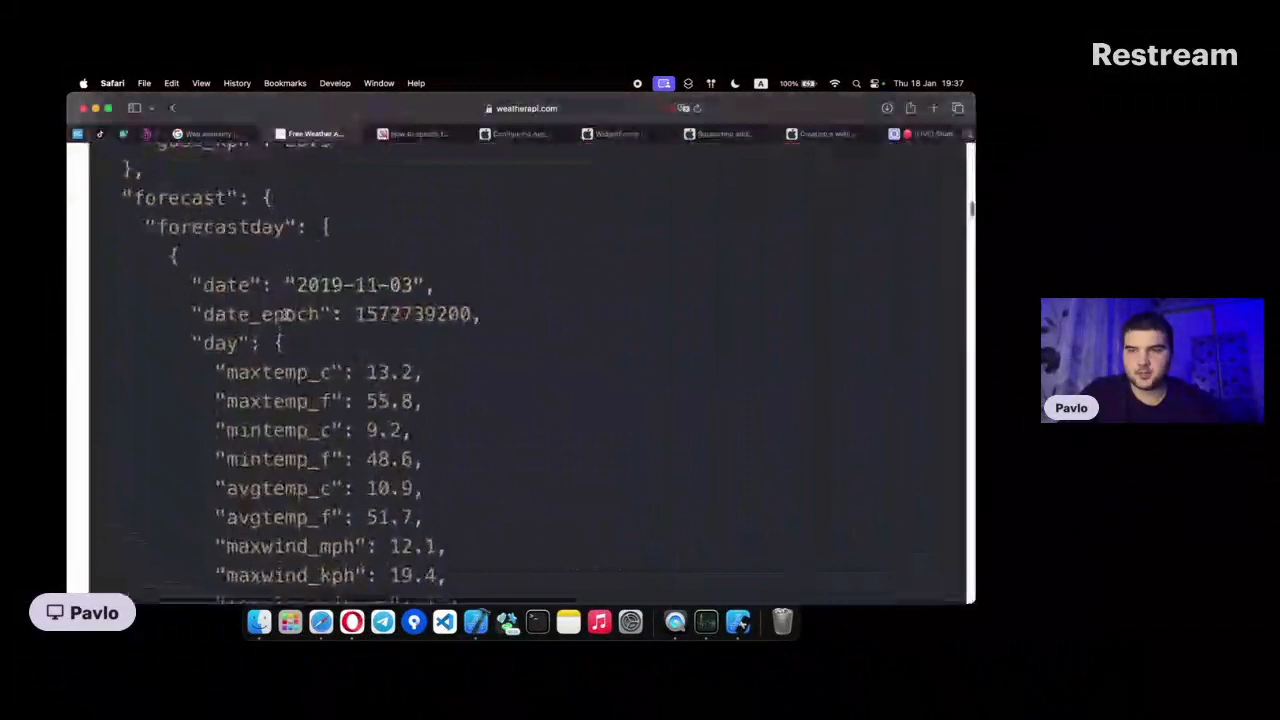 Restream
Safari File Edit View History Bookmarks Develop Window Help
A 100% Thu 18 Jan 19:37
weatherapi.com
Free Weather A...
},
"forecast": {
"forecastday": [
{
"date": "2019-11-03",
"date_epoch": 1572739200,
"day": {
"maxtemp_c": 13.2,
"maxtemp_f": 55.8,
"mintemp_c": 9.2,
"mintemp_f": 48.6,
"avgtemp_c": 10.9,
"avgtemp_f": 51.7,
"maxwind_mph": 12.1,
"maxwind_kph": 19.4,
Pavlo
Pavlo